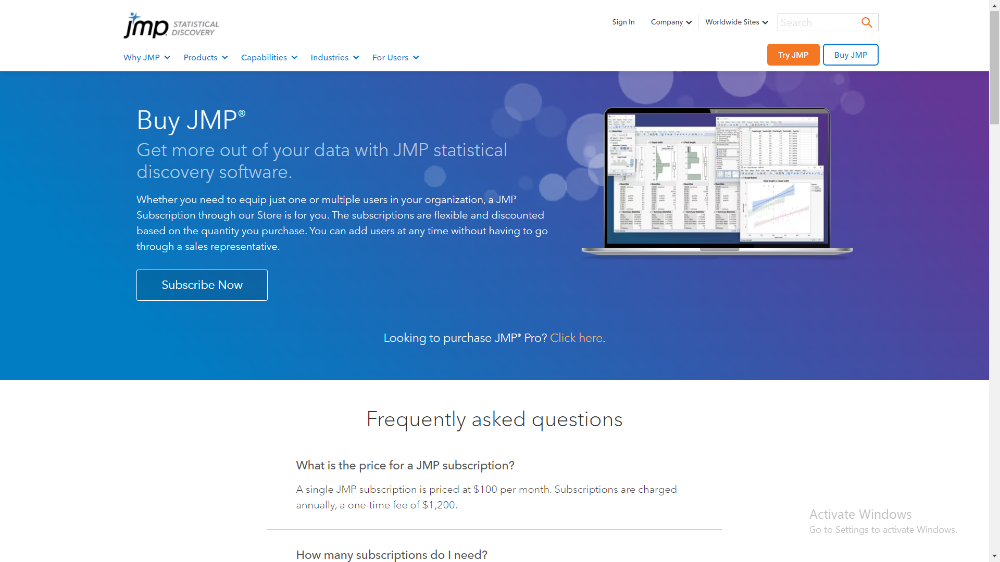 jmp STATISTICAL DISCOVERY
Sign In
Company
Worldwide Sites
Search
Why JMP
Products
Capabilities
Industries
For Users
Try JMP
Buy JMP
Buy JMP®
Get more out of your data with JMP statistical
discovery software.
Whether you need to equip just one or multiple users in your organization, a JMP
Subscription through our Store is for you. The subscriptions are flexible and discounted
based on the quantity you purchase. You can add users at any time without having to go
through a sales representative.
Subscribe Now
Looking to purchase JMP® Pro? Click here.
Frequently asked questions
What is the price for a JMP subscription?
A single JMP subscription is priced at $100 per month. Subscriptions are charged
annually, a one-time fee of $1,200.
How many subscriptions do I need?
Activate Windows
Go to Settings to activate Windows.